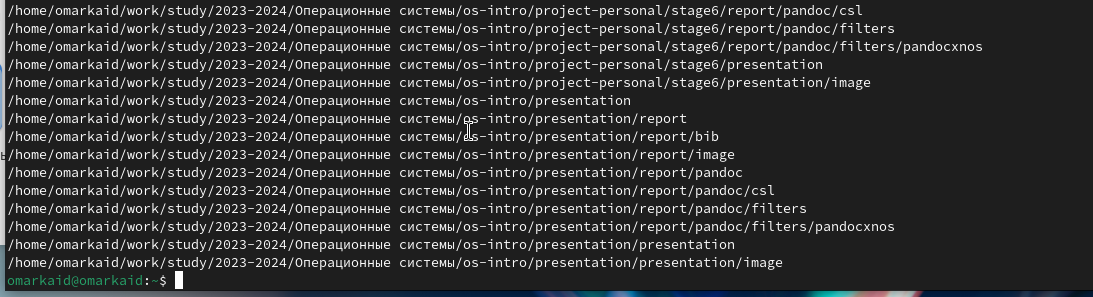 /home/omarkaid/work/study/2023-2024/Операционные системы/os-intro/project-personal/stage6/report/pandoc/csl
/home/omarkaid/work/study/2023-2024/Операционные системы/os-intro/project-personal/stage6/report/pandoc/filters
/home/omarkaid/work/study/2023-2024/Операционные системы/os-intro/project-personal/stage6/report/pandoc/filters/pandocxnos
/home/omarkaid/work/study/2023-2024/Операционные системы/os-intro/project-personal/stage6/presentation
/home/omarkaid/work/study/2023-2024/Операционные системы/os-intro/project-personal/stage6/presentation/image
/home/omarkaid/work/study/2023-2024/Операционные системы/os-intro/presentation
/home/omarkaid/work/study/2023-2024/Операционные системы/os-intro/presentation/report
/home/omarkaid/work/study/2023-2024/Операционные системы/os-intro/presentation/report/bib
/home/omarkaid/work/study/2023-2024/Операционные системы/os-intro/presentation/report/image
/home/omarkaid/work/study/2023-2024/Операционные системы/os-intro/presentation/report/pandoc
/home/omarkaid/work/study/2023-2024/Операционные системы/os-intro/presentation/report/pandoc/csl
/home/omarkaid/work/study/2023-2024/Операционные системы/os-intro/presentation/report/pandoc/filters
/home/omarkaid/work/study/2023-2024/Операционные системы/os-intro/presentation/report/pandoc/filters/pandocxnos
/home/omarkaid/work/study/2023-2024/Операционные системы/os-intro/presentation/presentation
/home/omarkaid/work/study/2023-2024/Операционные системы/os-intro/presentation/presentation/image
omarkaid@omarkaid:~$